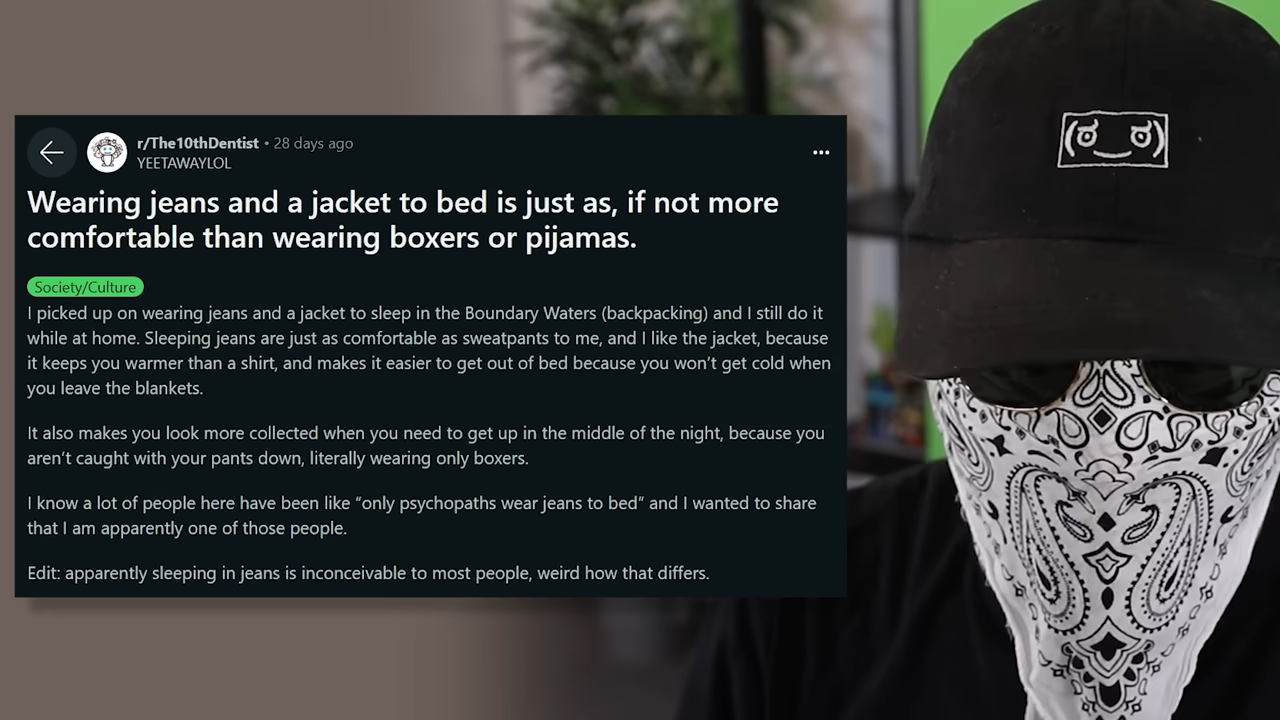 r/The10thDentist • 28 days ago
YEETAWAYLOL
Wearing jeans and a jacket to bed is just as, if not more
comfortable than wearing boxers or pijamas.
Society/Culture
I picked up on wearing jeans and a jacket to sleep in the Boundary Waters (backpacking) and I still do it
while at home. Sleeping jeans are just as comfortable as sweatpants to me, and I like the jacket, because
it keeps you warmer than a shirt, and makes it easier to get out of bed because you won’t get cold when
you leave the blankets.
It also makes you look more collected when you need to get up in the middle of the night, because you
aren’t caught with your pants down, literally wearing only boxers.
I know a lot of people here have been like “only psychopaths wear jeans to bed” and I wanted to share
that I am apparently one of those people.
Edit: apparently sleeping in jeans is inconceivable to most people, weird how that differs.